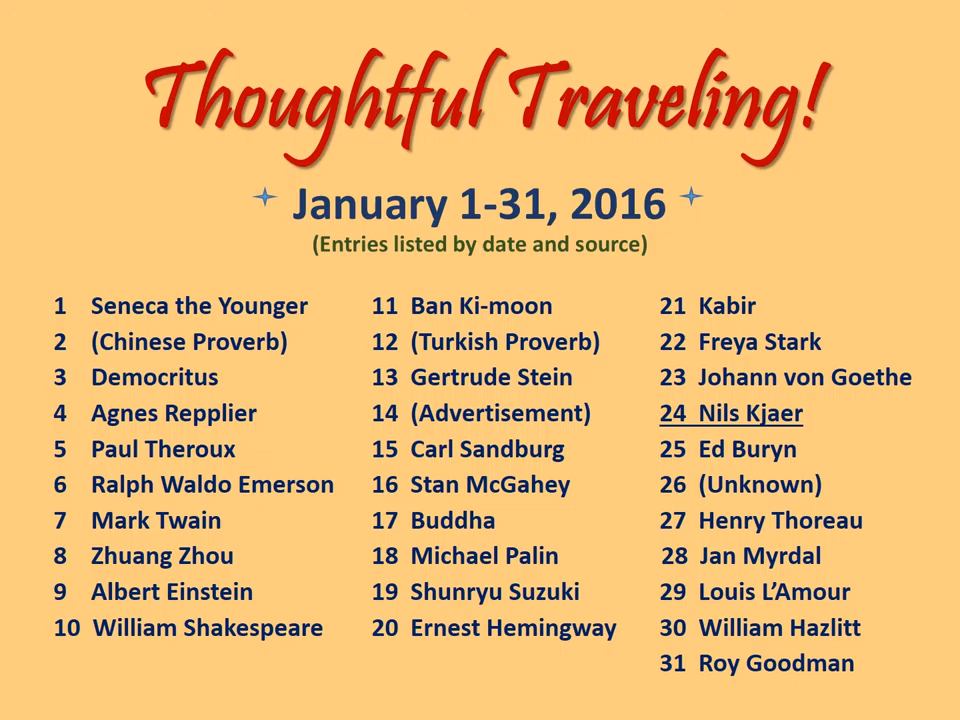 Thoughtful Traveling!
January 1-31, 2016
(Entries listed by date and source)
1 Seneca the Younger
2 (Chinese Proverb)
3 Democritus
4 Agnes Repplier
5 Paul Theroux
6 Ralph Waldo Emerson
7 Mark Twain
8 Zhuang Zhou
9 Albert Einstein
10 William Shakespeare
11 Ban Ki-moon
12 (Turkish Proverb)
13 Gertrude Stein
14 (Advertisement)
15 Carl Sandburg
16 Stan McGahey
17 Buddha
18 Michael Palin
19 Shunryu Suzuki
20 Ernest Hemingway
21 Kabir
22 Freya Stark
23 Johann von Goethe
24 Nils Kjaer
25 Ed Buryn
26 (Unknown)
27 Henry Thoreau
28 Jan Myrdal
29 Louis L’Amour
30 William Hazlitt
31 Roy Goodman